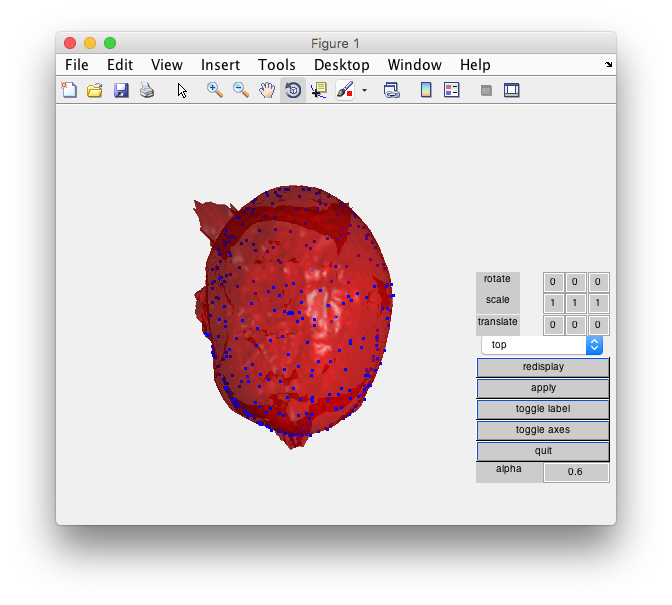 Figure 1
File Edit View Insert Tools Desktop Window Help
rotate 0 0 0
scale 1 1 1
translate 0 0 0
top
redisplay
apply
toggle label
toggle axes
quit
alpha 0.6